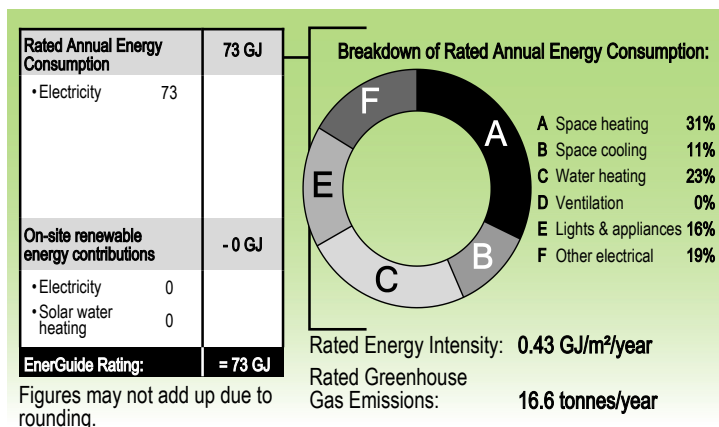 Rated Annual Energy
Consumption
73 GJ
• Electricity 73
On-site renewable
energy contributions
- 0 GJ
• Electricity 0
• Solar water
heating 0
EnerGuide Rating: = 73 GJ
Figures may not add up due to
rounding.
Breakdown of Rated Annual Energy Consumption:
A
B
C
E
F
A Space heating 31%
B Space cooling 11%
C Water heating 23%
D Ventilation 0%
E Lights & appliances 16%
F Other electrical 19%
Rated Energy Intensity: 0.43 GJ/m²/year
Rated Greenhouse
Gas Emissions: 16.6 tonnes/year